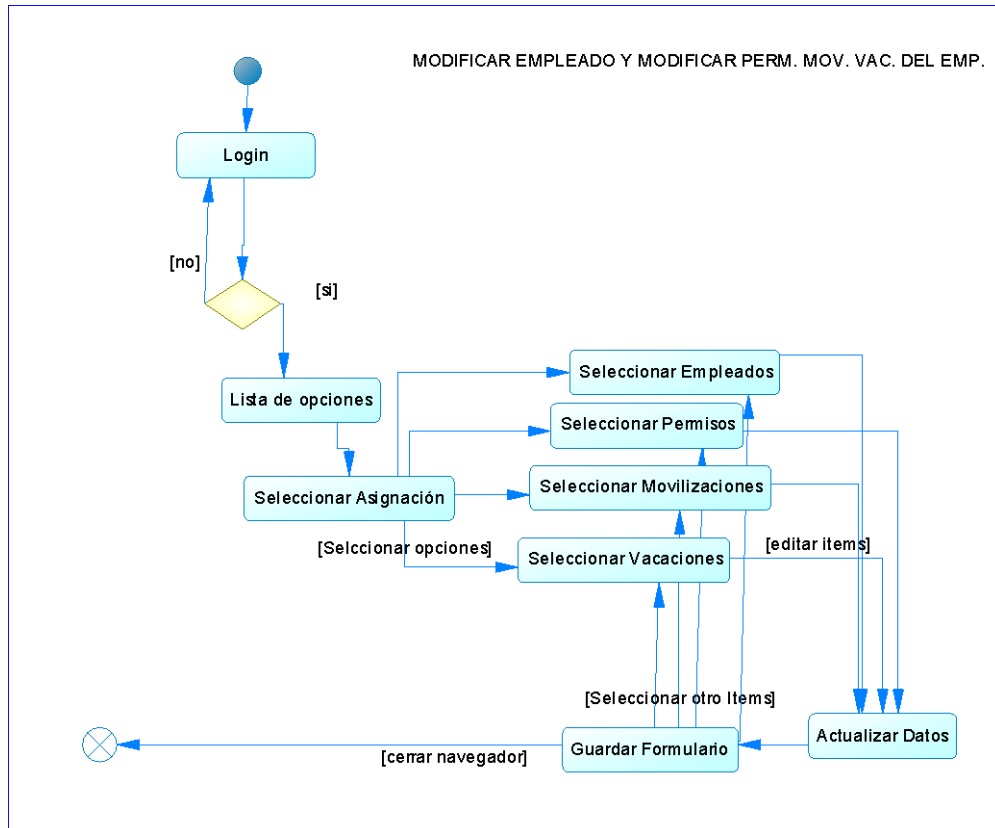 MODIFICAR EMPLEADO Y MODIFICAR PERM. MOV. VAC. DEL EMP.
Login
[no]
[si]
Lista de opciones
Seleccionar Empleados
Seleccionar Permisos
Seleccionar Asignación
Seleccionar Movilizaciones
[Selccionar opciones]
Seleccionar Vacaciones
[editar items]
[Seleccionar otro Items]
Actualizar Datos
Guardar Formulario
[cerrar navegador]